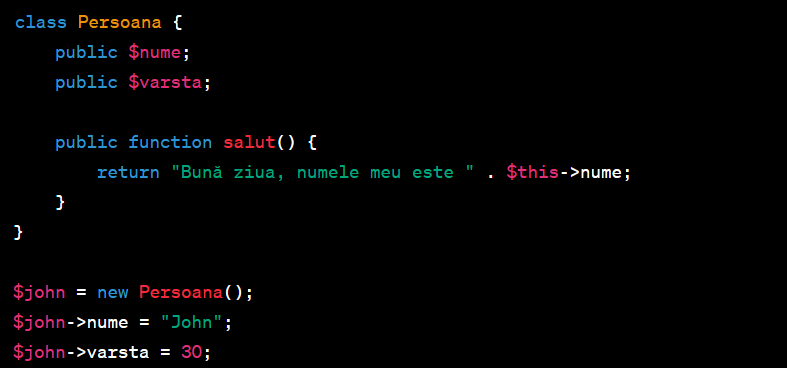 class Persoana {
    public $nume;
    public $varsta;

    public function salut() {
        return "Bună ziua, numele meu este " . $this->nume;
    }
}

$john = new Persoana();
$john->nume = "John";
$john->varsta = 30;